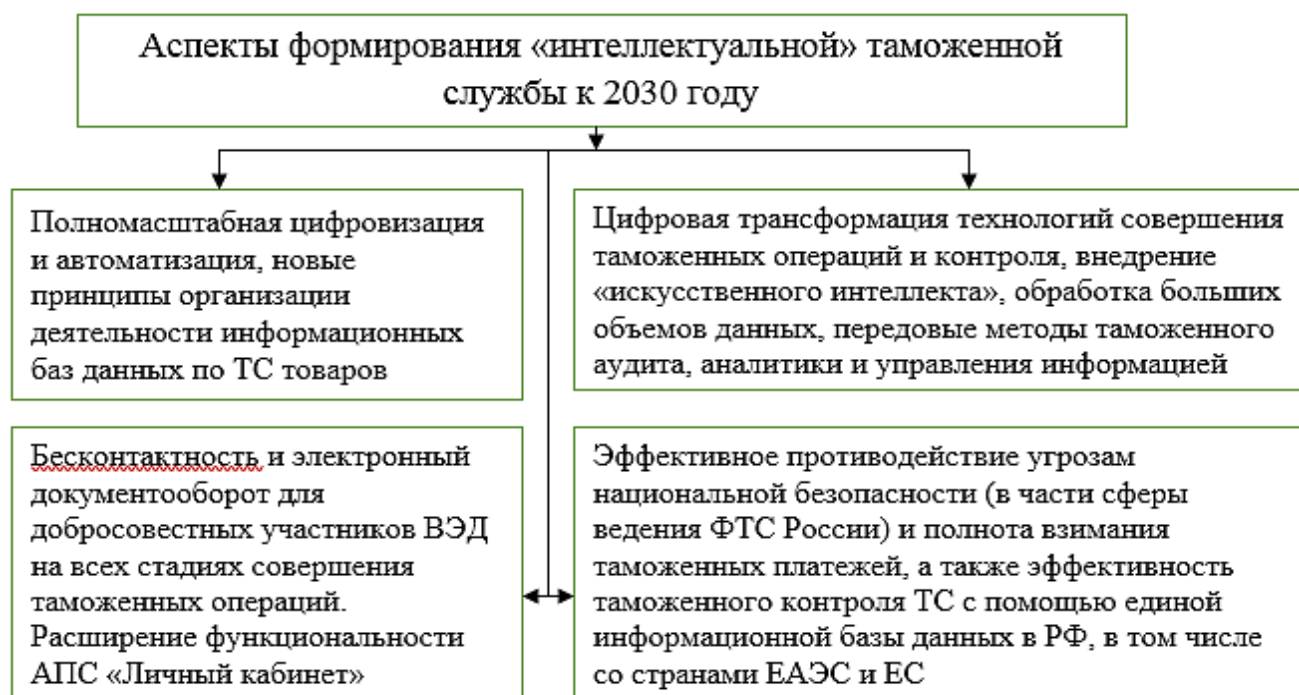 Аспекты формирования «интеллектуальной» таможенной
службы к 2030 году
Полномасштабная цифровизация
и автоматизация, новые
принципы организации
деятельности информационных
баз данных по ТС товаров
Цифровая трансформация технологий совершения
таможенных операций и контроля, внедрение
«искусственного интеллекта», обработка больших
объемов данных, передовые методы таможенного
аудита, аналитики и управления информацией
Бесконтактность и электронный
документооборот для
добросовестных участников ВЭД
на всех стадиях совершения
таможенных операций.
Расширение функциональности
АПС «Личный кабинет»
Эффективное противодействие угрозам
национальной безопасности (в части сферы
ведения ФТС России) и полнота взимания
таможенных платежей, а также эффективность
таможенного контроля ТС с помощью единой
информационной базы данных в РФ, в том числе
со странами ЕАЭС и ЕС